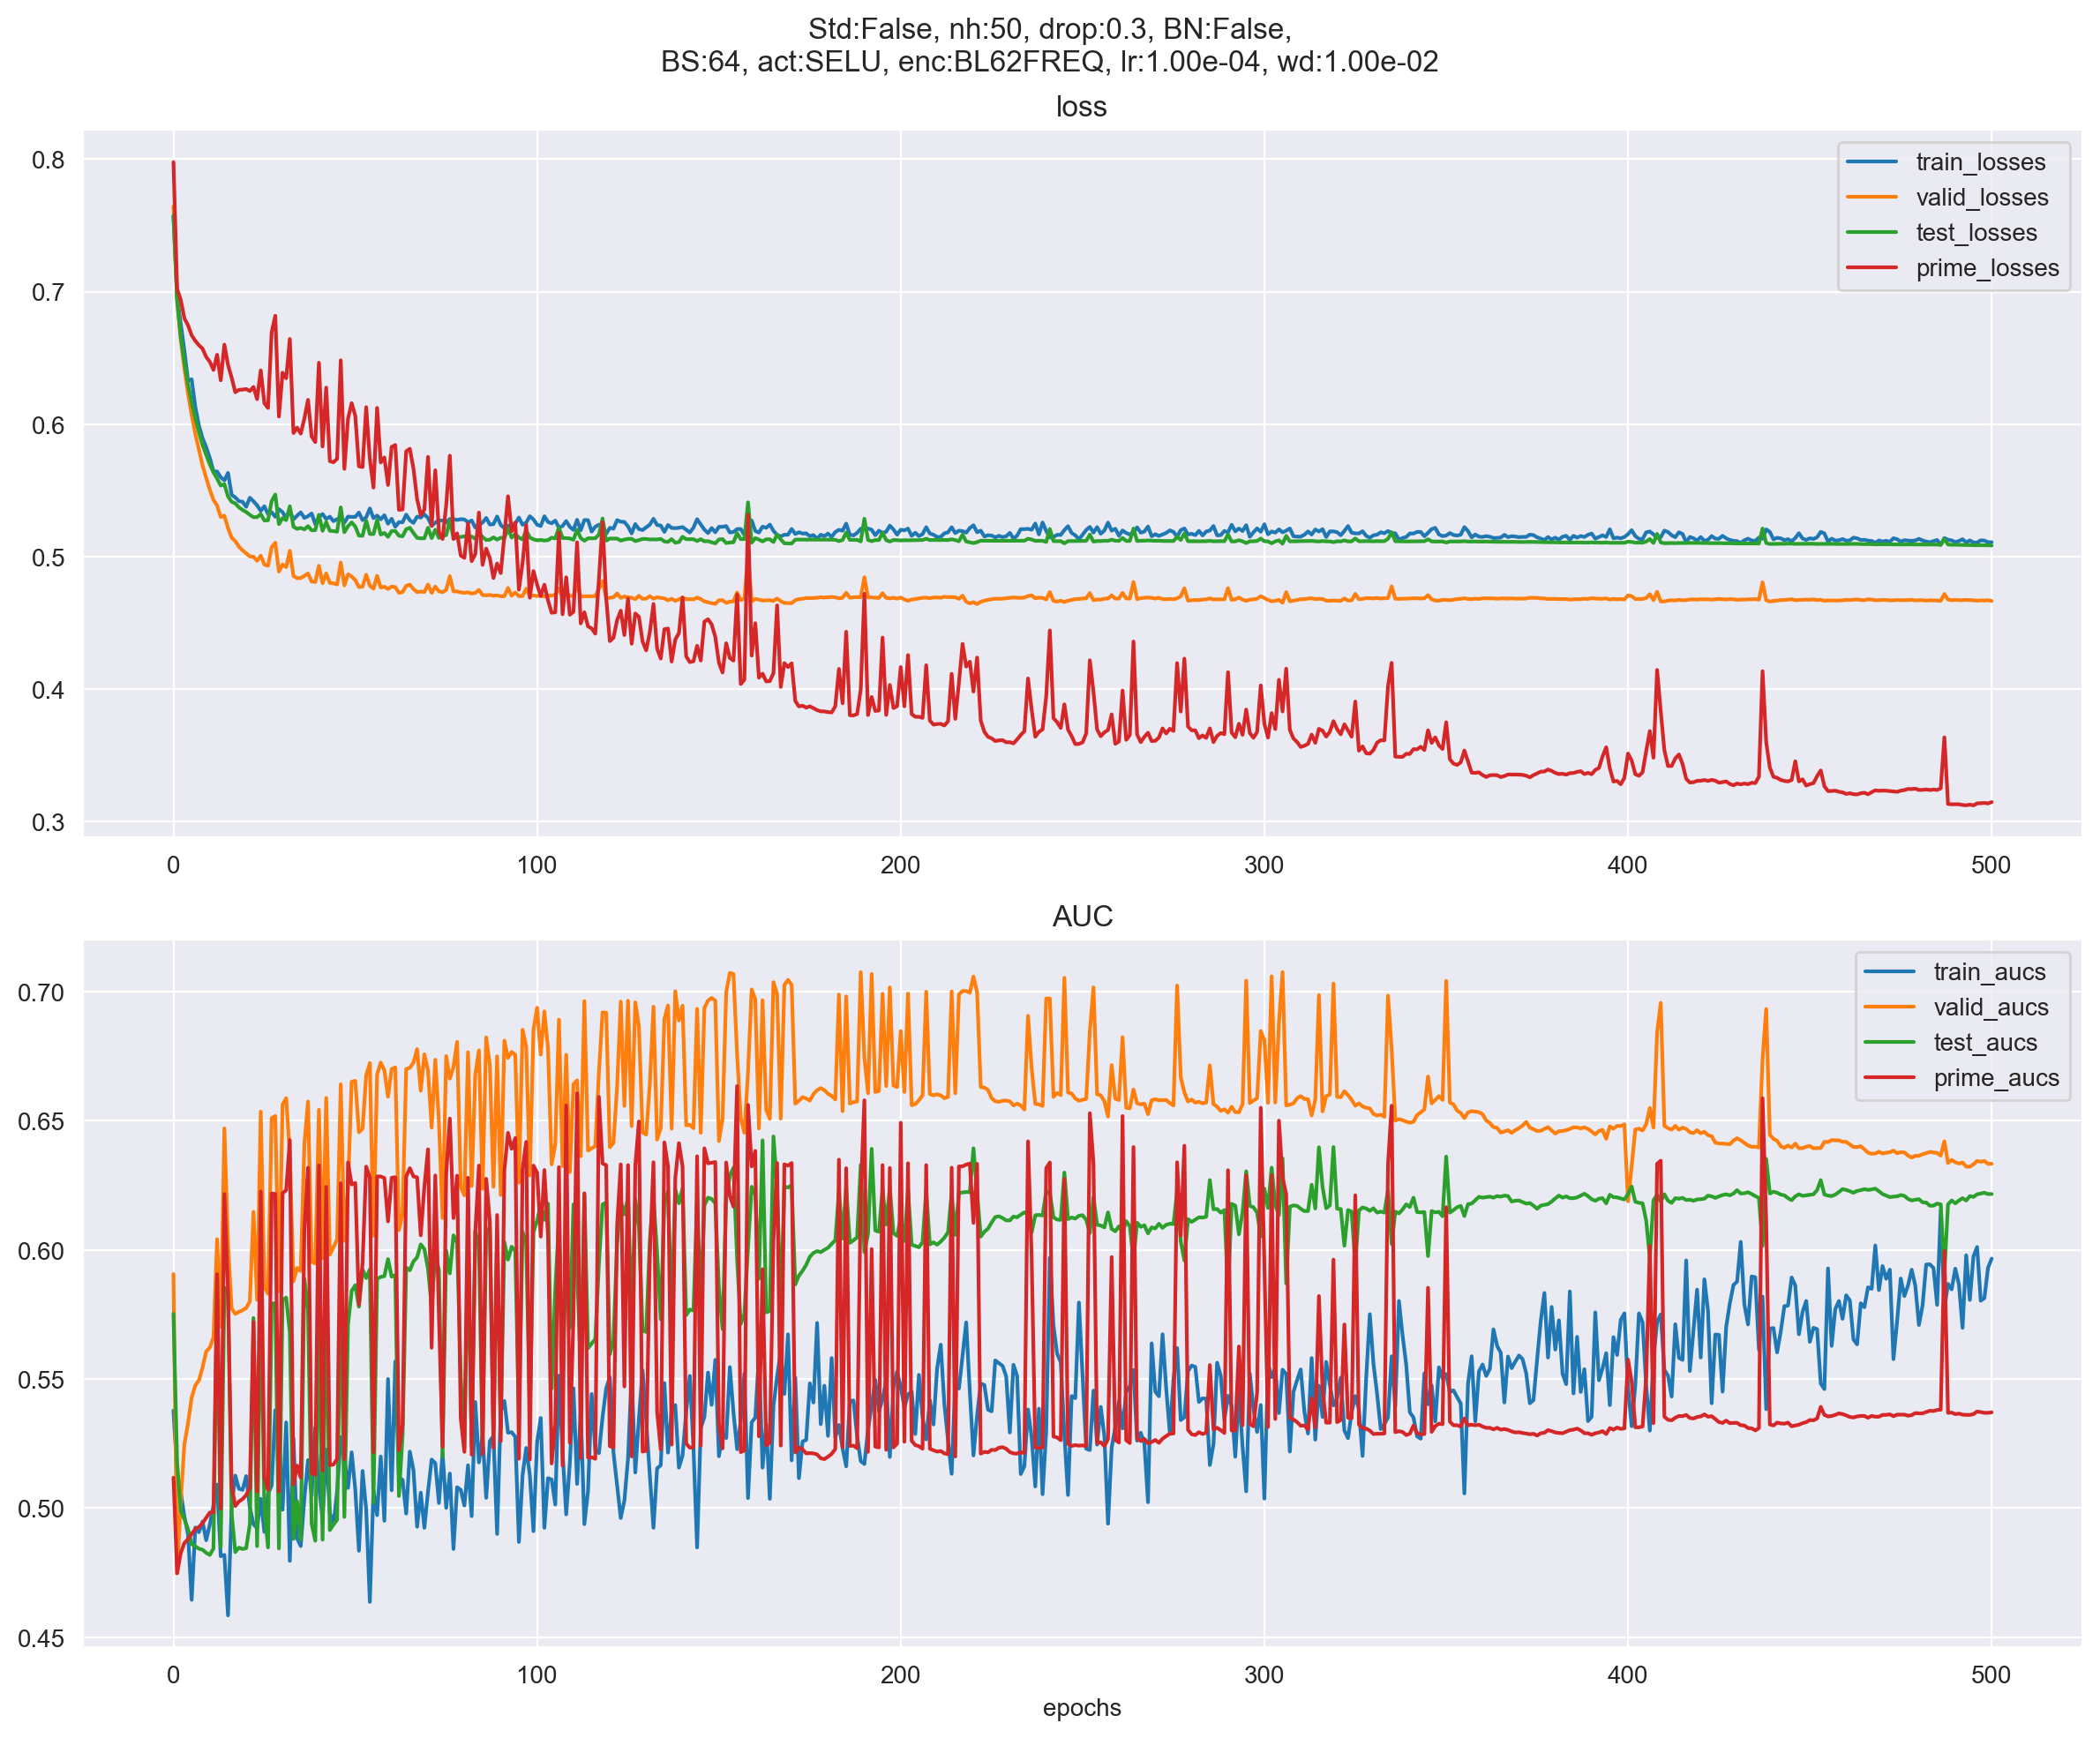 Std:False, nh:50, drop:0.3, BN:False,
BS:64, act:SELU, enc:BL62FREQ, lr:1.00e-04, wd:1.00e-02
loss
0.8
0.7
0.6
0.5
0.4
0.3
train_losses
valid_losses
test_losses
prime_losses
0 100 200 300 400 500
AUC
0.70
0.65
0.60
0.55
0.50
0.45
train_aucs
valid_aucs
test_aucs
prime_aucs
0 100 200 300 400 500
epochs